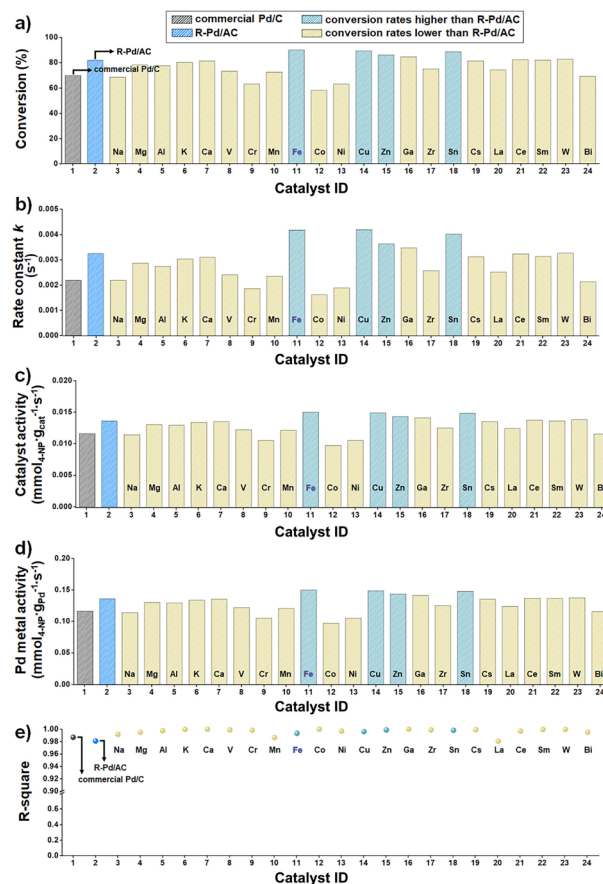 commercial Pd/C
conversion rates higher than R-Pd/AC
R-Pd/AC
conversion rates lower than R-Pd/AC
a)
Conversion (%)
100
80
60
40
20
0
R-Pd/AC
commercial Pd/C
Na Mg Al K Ca V Cr Mn Fe Co Ni Cu Zn Ga Zr Sn Cs La Ce Sm W Bi
1 2 3 4 5 6 7 8 9 10 11 12 13 14 15 16 17 18 19 20 21 22 23 24
Catalyst ID
b)
Rate constant k
(s-1)
0.005
0.004
0.003
0.002
0.001
0.000
Na Mg Al K Ca V Cr Mn Fe Co Ni Cu Zn Ga Zr Sn Cs La Ce Sm W Bi
1 2 3 4 5 6 7 8 9 10 11 12 13 14 15 16 17 18 19 20 21 22 23 24
Catalyst ID
c)
Catalyst activity
(mmol4-NP·gcat-1·s-1)
0.020
0.015
0.010
0.005
0.000
Na Mg Al K Ca V Cr Mn Fe Co Ni Cu Zn Ga Zr Sn Cs La Ce Sm W Bi
1 2 3 4 5 6 7 8 9 10 11 12 13 14 15 16 17 18 19 20 21 22 23 24
Catalyst ID
d)
Pd metal activity
(mmol4-NP·gPd-1·s-1)
0.20
0.15
0.10
0.05
0.00
Na Mg Al K Ca V Cr Mn Fe Co Ni Cu Zn Ga Zr Sn Cs La Ce Sm W Bi
1 2 3 4 5 6 7 8 9 10 11 12 13 14 15 16 17 18 19 20 21 22 23 24
Catalyst ID
e)
R-square
1.00
0.98
0.96
0.94
0.92
0.90
0.8
0.6
0.4
0.2
0.0
Na Mg Al K Ca V Cr Mn Fe Co Ni Cu Zn Ga Zr Sn Cs La Ce Sm W Bi
R-Pd/AC
commercial Pd/C
1 2 3 4 5 6 7 8 9 10 11 12 13 14 15 16 17 18 19 20 21 22 23 24
Catalyst ID